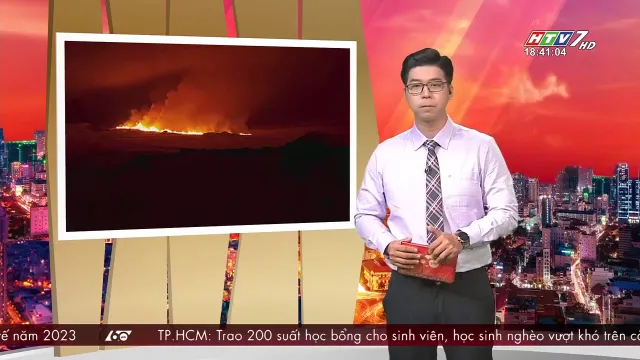 HTV7 HD
18:41:04
ế năm 2023 60 TP.HCM: Trao 200 suất học bổng cho sinh viên, học sinh nghèo vượt khó trên